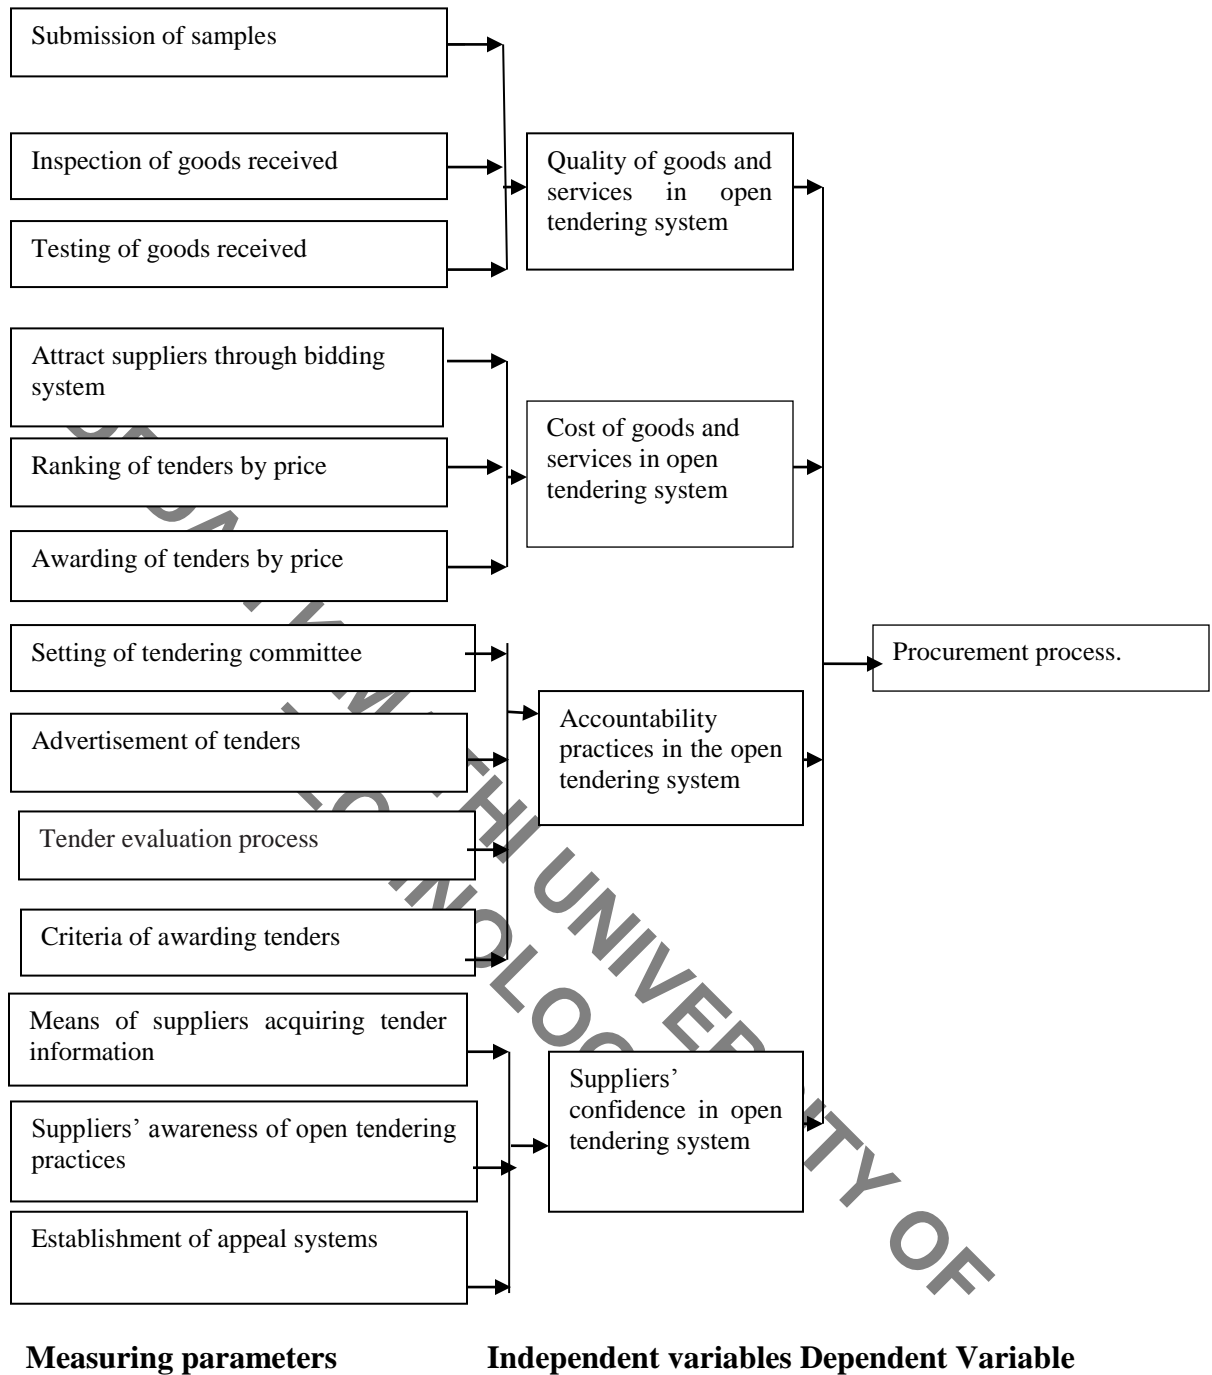 Submission of samples
Inspection of goods received
Testing of goods received
Quality of goods and
services in open
tendering system
Attract suppliers through bidding
system
Ranking of tenders by price
Awarding of tenders by price
Cost of goods and
services in open
tendering system
Setting of tendering committee
Advertisement of tenders
Tender evaluation process
Criteria of awarding tenders
Accountability
practices in the open
tendering system
Procurement process.
Means of suppliers acquiring tender
information
Suppliers’ awareness of open tendering
practices
Establishment of appeal systems
Suppliers’
confidence in open
tendering system
UNIVERSITY OF
Measuring parameters
Independent variables Dependent Variable